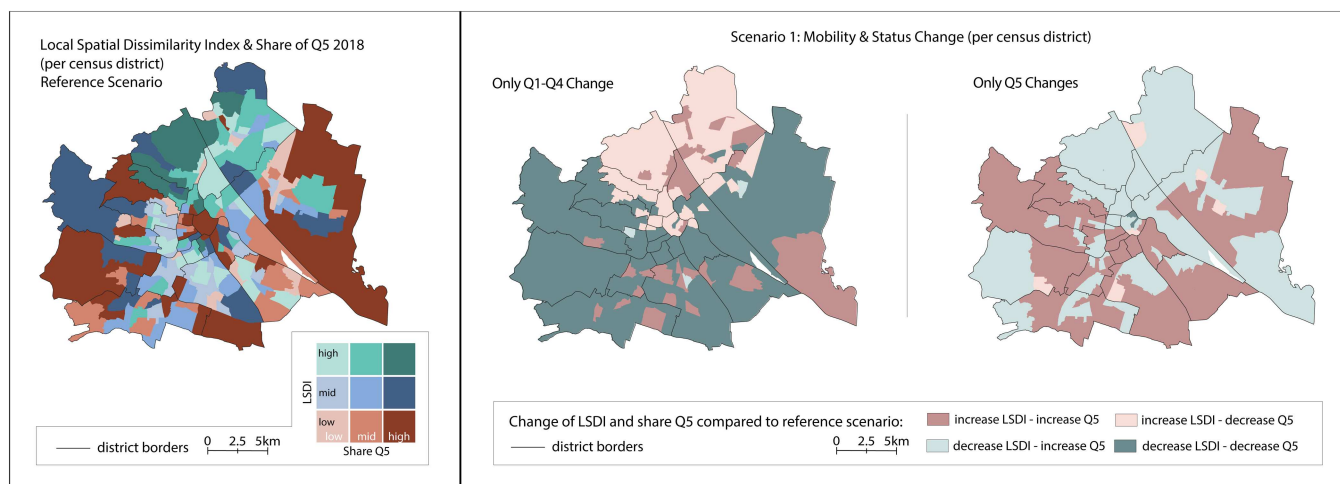 Local Spatial Dissimilarity Index & Share of Q5 2018
(per census district)
Reference Scenario
high
mid
low
low mid high
LSDI
Share Q5
district borders
0 2.5 5km
Scenario 1: Mobility & Status Change (per census district)
Only Q1-Q4 Change
Only Q5 Changes
Change of LSDI and share Q5 compared to reference scenario:
district borders
0 2.5 5km
increase LSDI - increase Q5
increase LSDI - decrease Q5
decrease LSDI - increase Q5
decrease LSDI - decrease Q5